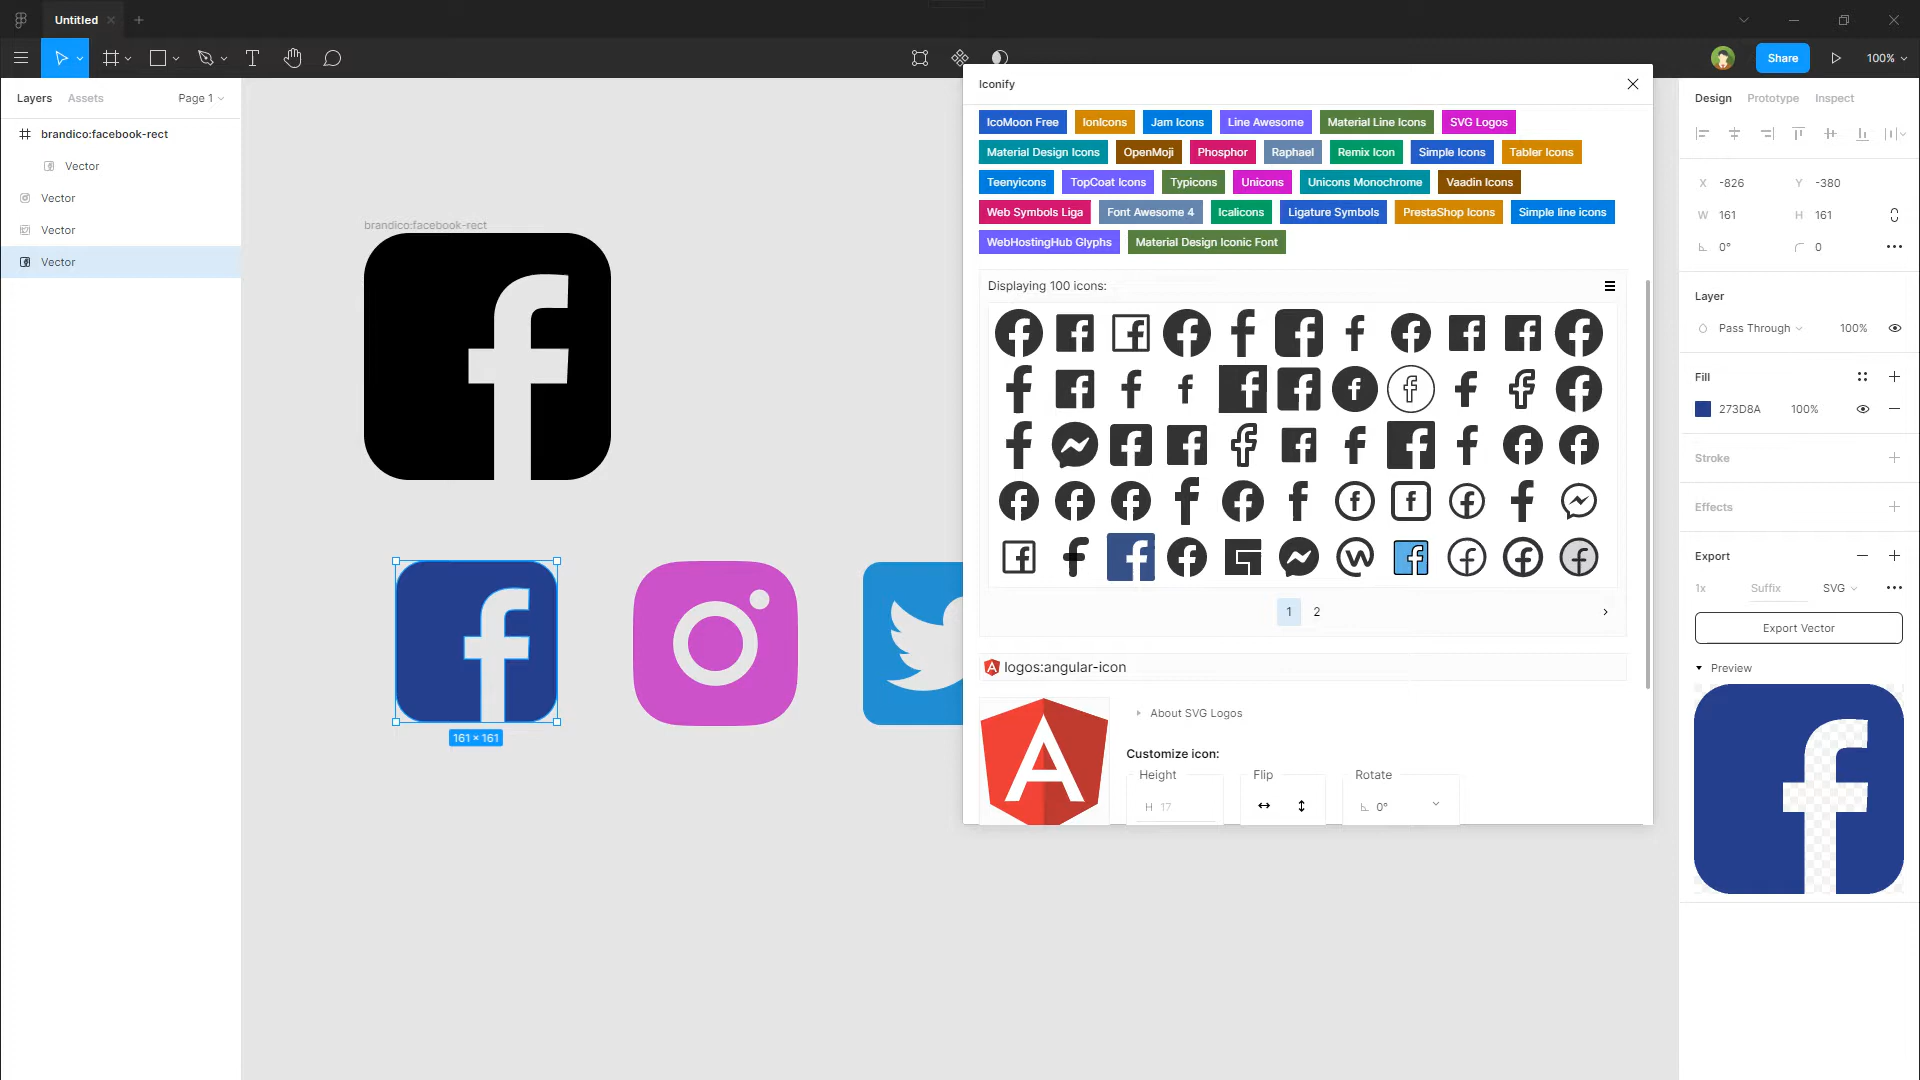 Untitled
Share
100%
Layers
Assets
Page 1
brandico:facebook-rect
Vector
Vector
Vector
Vector
brandico:facebook-rect
161 × 161
Iconify
IcoMoon Free
IonIcons
Jam Icons
Line Awesome
Material Line Icons
SVG Logos
Material Design Icons
OpenMoji
Phosphor
Raphael
Remix Icon
Simple Icons
Tabler Icons
Teenyicons
TopCoat Icons
Typicons
Unicons
Unicons Monochrome
Vaadin Icons
Web Symbols Liga
Font Awesome 4
Icalicons
Ligature Symbols
PrestaShop Icons
Simple line icons
WebHostingHub Glyphs
Material Design Iconic Font
Displaying 100 icons:
1
2
logos:angular-icon
About SVG Logos
Customize icon:
Height
Flip
Rotate
H 17
0°
Design
Prototype
Inspect
X -826
Y -380
W 161
H 161
0°
0
Layer
Pass Through
100%
Fill
273D8A
100%
Stroke
Effects
Export
1x
Suffix
SVG
Export Vector
Preview